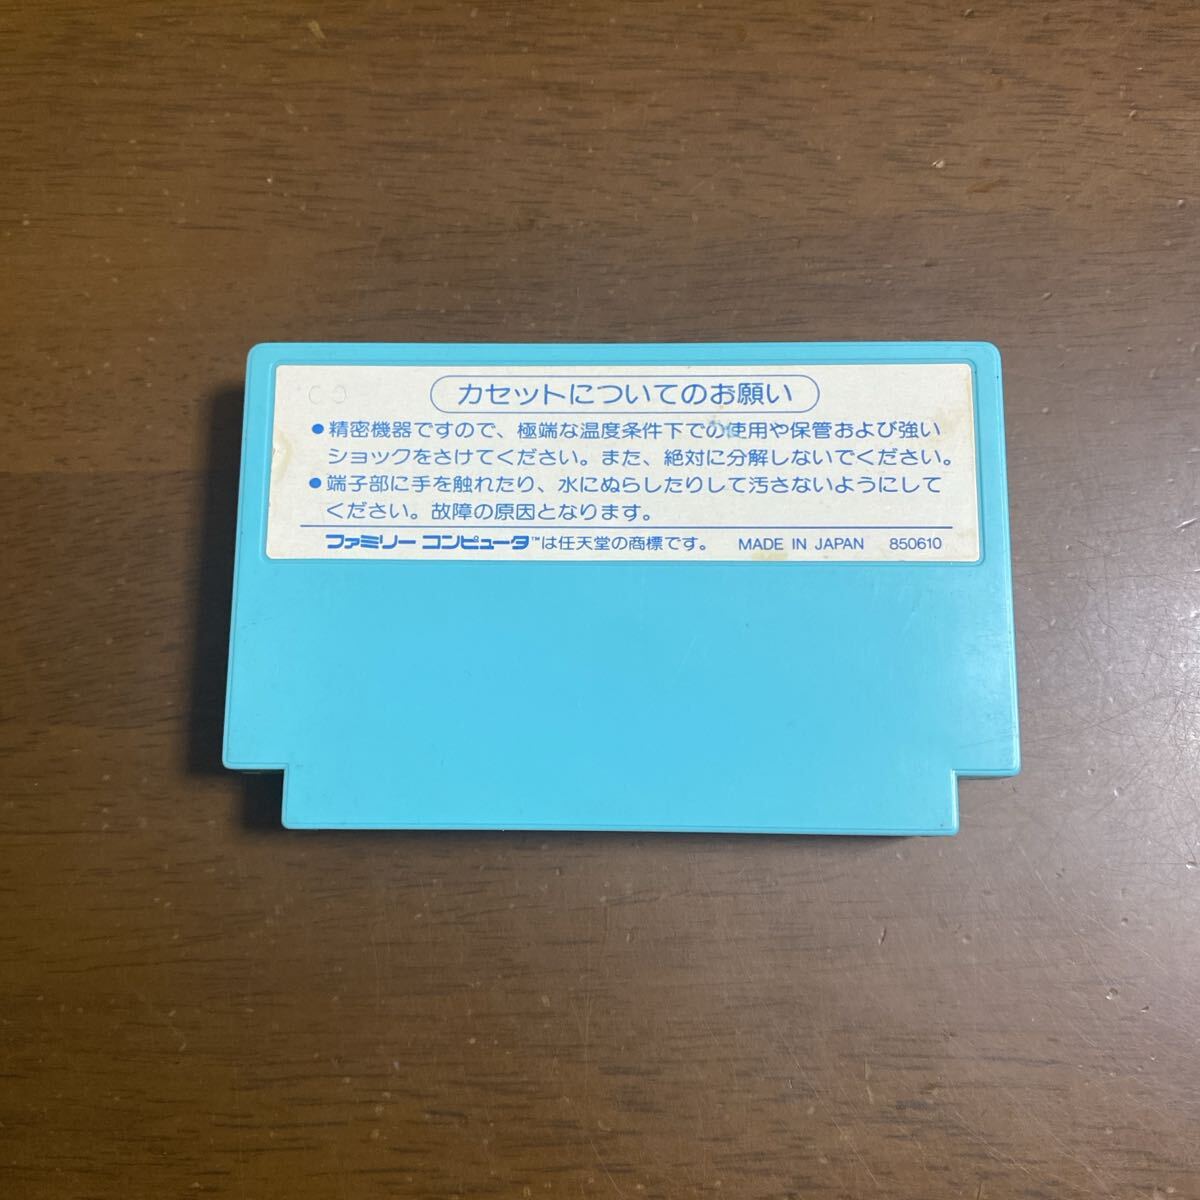 カセットについてのお願い
●精密機器ですので、極端な温度条件下での使用や保管および強い
ショックをさけてください。また、絶対に分解しないでください。
●端子部に手を触れたり、水にぬらしたりして汚さないようにして
ください。故障の原因となります。
ファミリー コンピュータ™は任天堂の商標です。 MADE IN JAPAN 850610